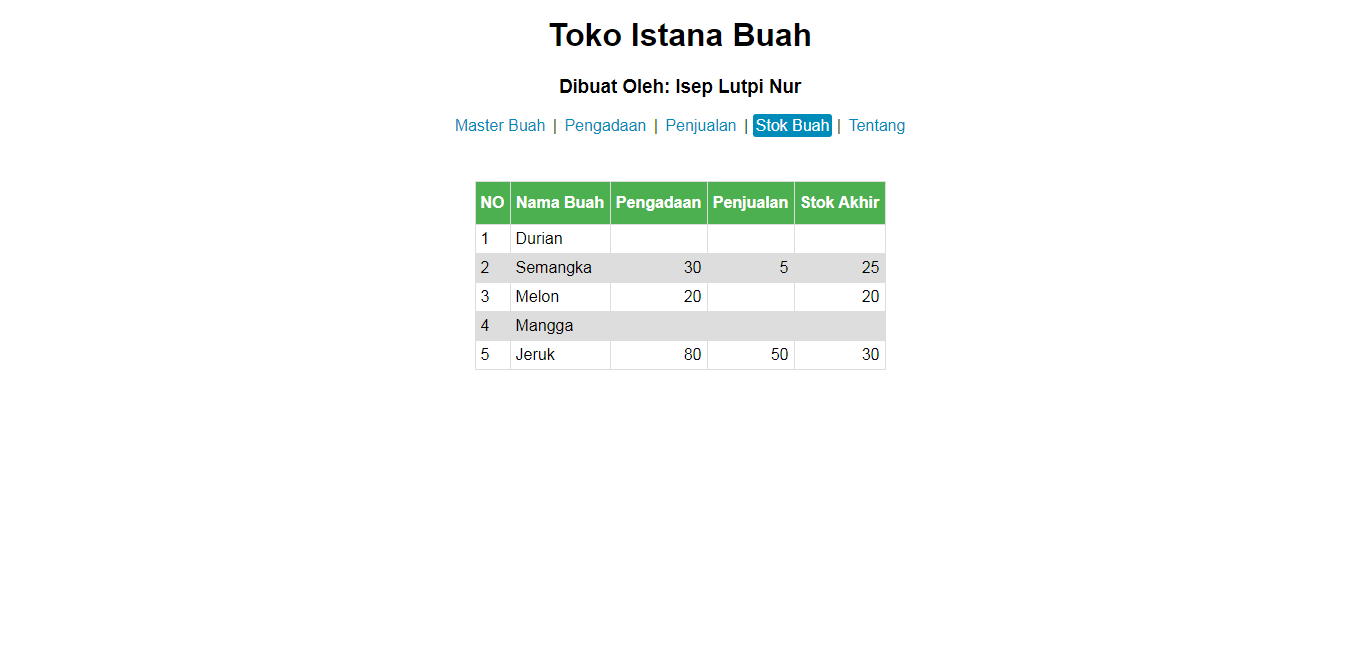 Toko Istana Buah
Dibuat Oleh: Isep Lutpi Nur
Master Buah | Pengadaan | Penjualan | Stok Buah | Tentang
NO Nama Buah Pengadaan Penjualan Stok Akhir
1 Durian
2 Semangka 30 5 25
3 Melon 20 20
4 Mangga
5 Jeruk 80 50 30